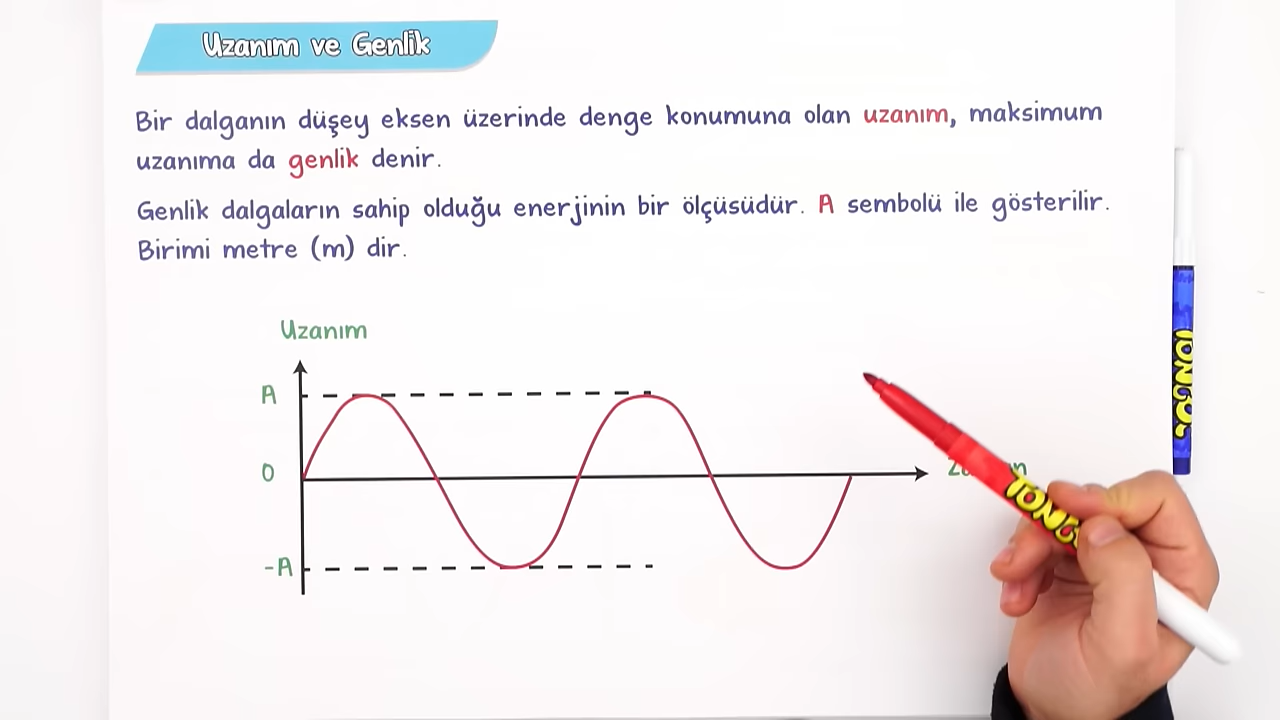 Uzanım ve Genlik
Bir dalganın düşey eksen üzerinde denge konumuna olan uzanım, maksimum
uzanıma da genlik denir.
Genlik dalgaların sahip olduğu enerjinin bir ölçüsüdür. A sembolü ile gösterilir.
Birimi metre (m) dir.
Uzanım
A
0
-A
TONGUÇ